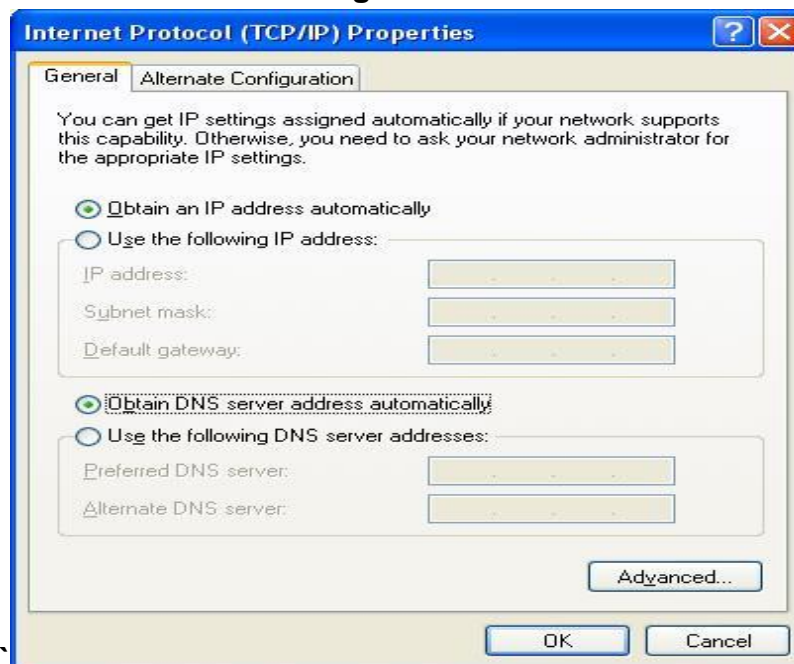 Internet Protocol (TCP/IP) Properties
General
Alternate Configuration
You can get IP settings assigned automatically if your network supports
this capability. Otherwise, you need to ask your network administrator for
the appropriate IP settings.
Obtain an IP address automatically
Use the following IP address:
IP address:
Subnet mask:
Default gateway:
Obtain DNS server address automatically
Use the following DNS server addresses:
Preferred DNS server:
Alternate DNS server:
Advanced...
OK
Cancel
`